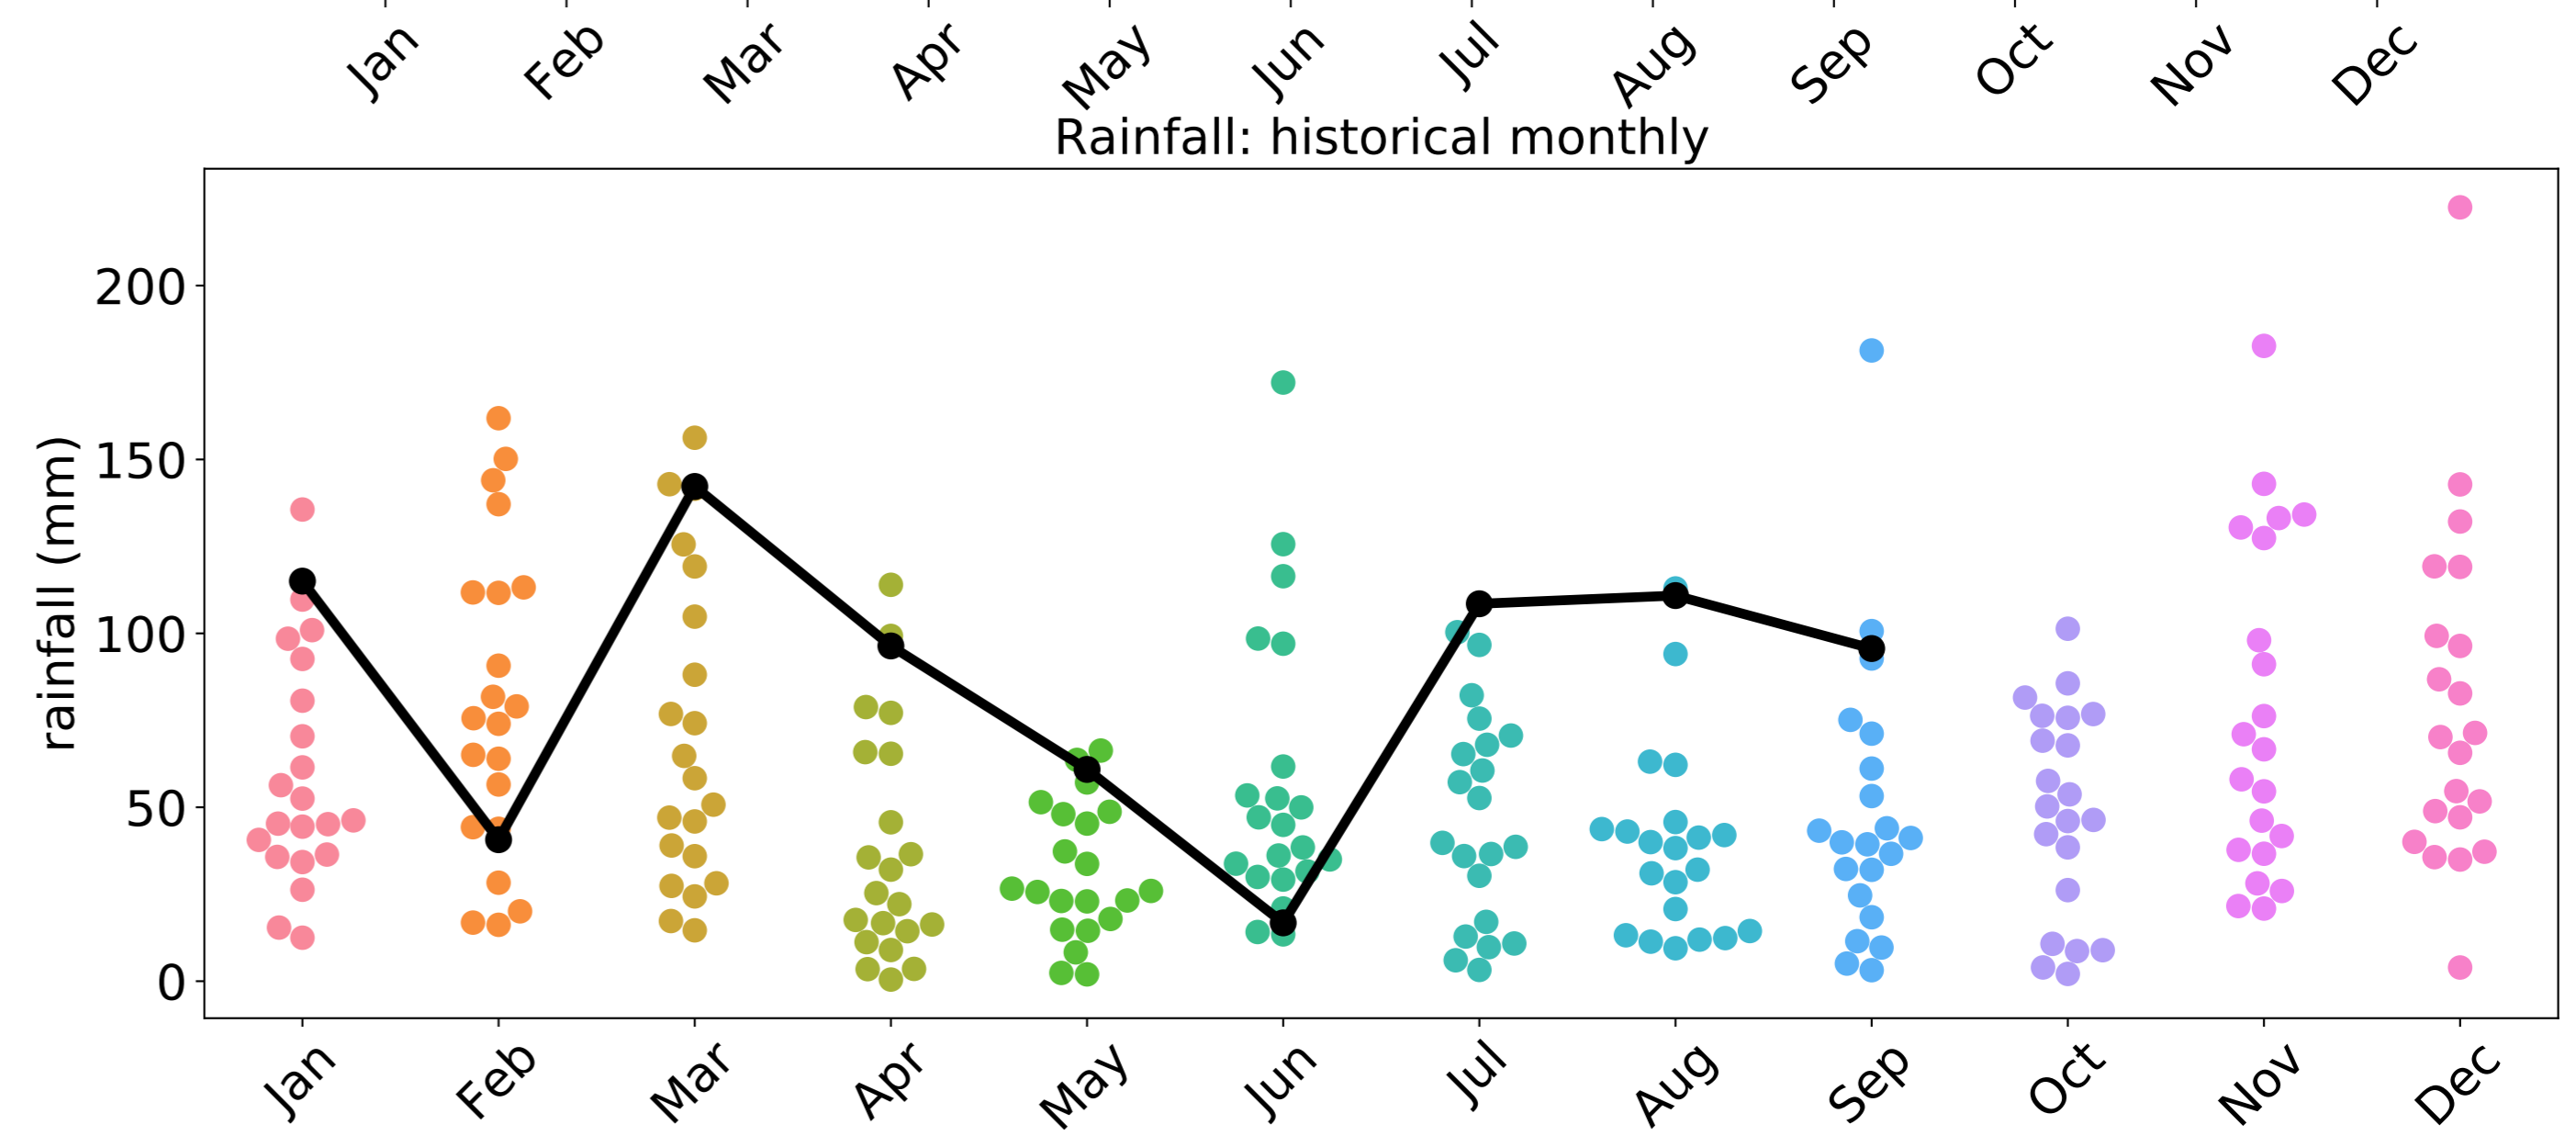 Jan Feb Mar Apr May Jun Jul Aug Sep Oct Nov Dec
Rainfall: historical monthly
rainfall (mm)
200
150
100
50
0
Jan Feb Mar Apr May Jun Jul Aug Sep Oct Nov Dec